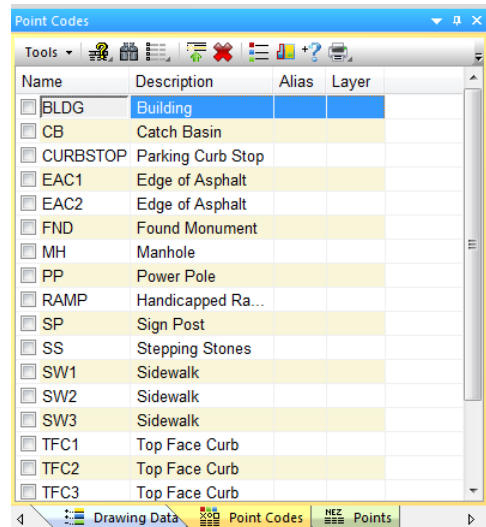 Point Codes
Tools
Name Description Alias Layer
BLDG Building
CB Catch Basin
CURBSTOP Parking Curb Stop
EAC1 Edge of Asphalt
EAC2 Edge of Asphalt
FND Found Monument
MH Manhole
PP Power Pole
RAMP Handicapped Ra...
SP Sign Post
SS Stepping Stones
SW1 Sidewalk
SW2 Sidewalk
SW3 Sidewalk
TFC1 Top Face Curb
TFC2 Top Face Curb
TFC3 Top Face Curb
Drawing Data Point Codes NEZ Points